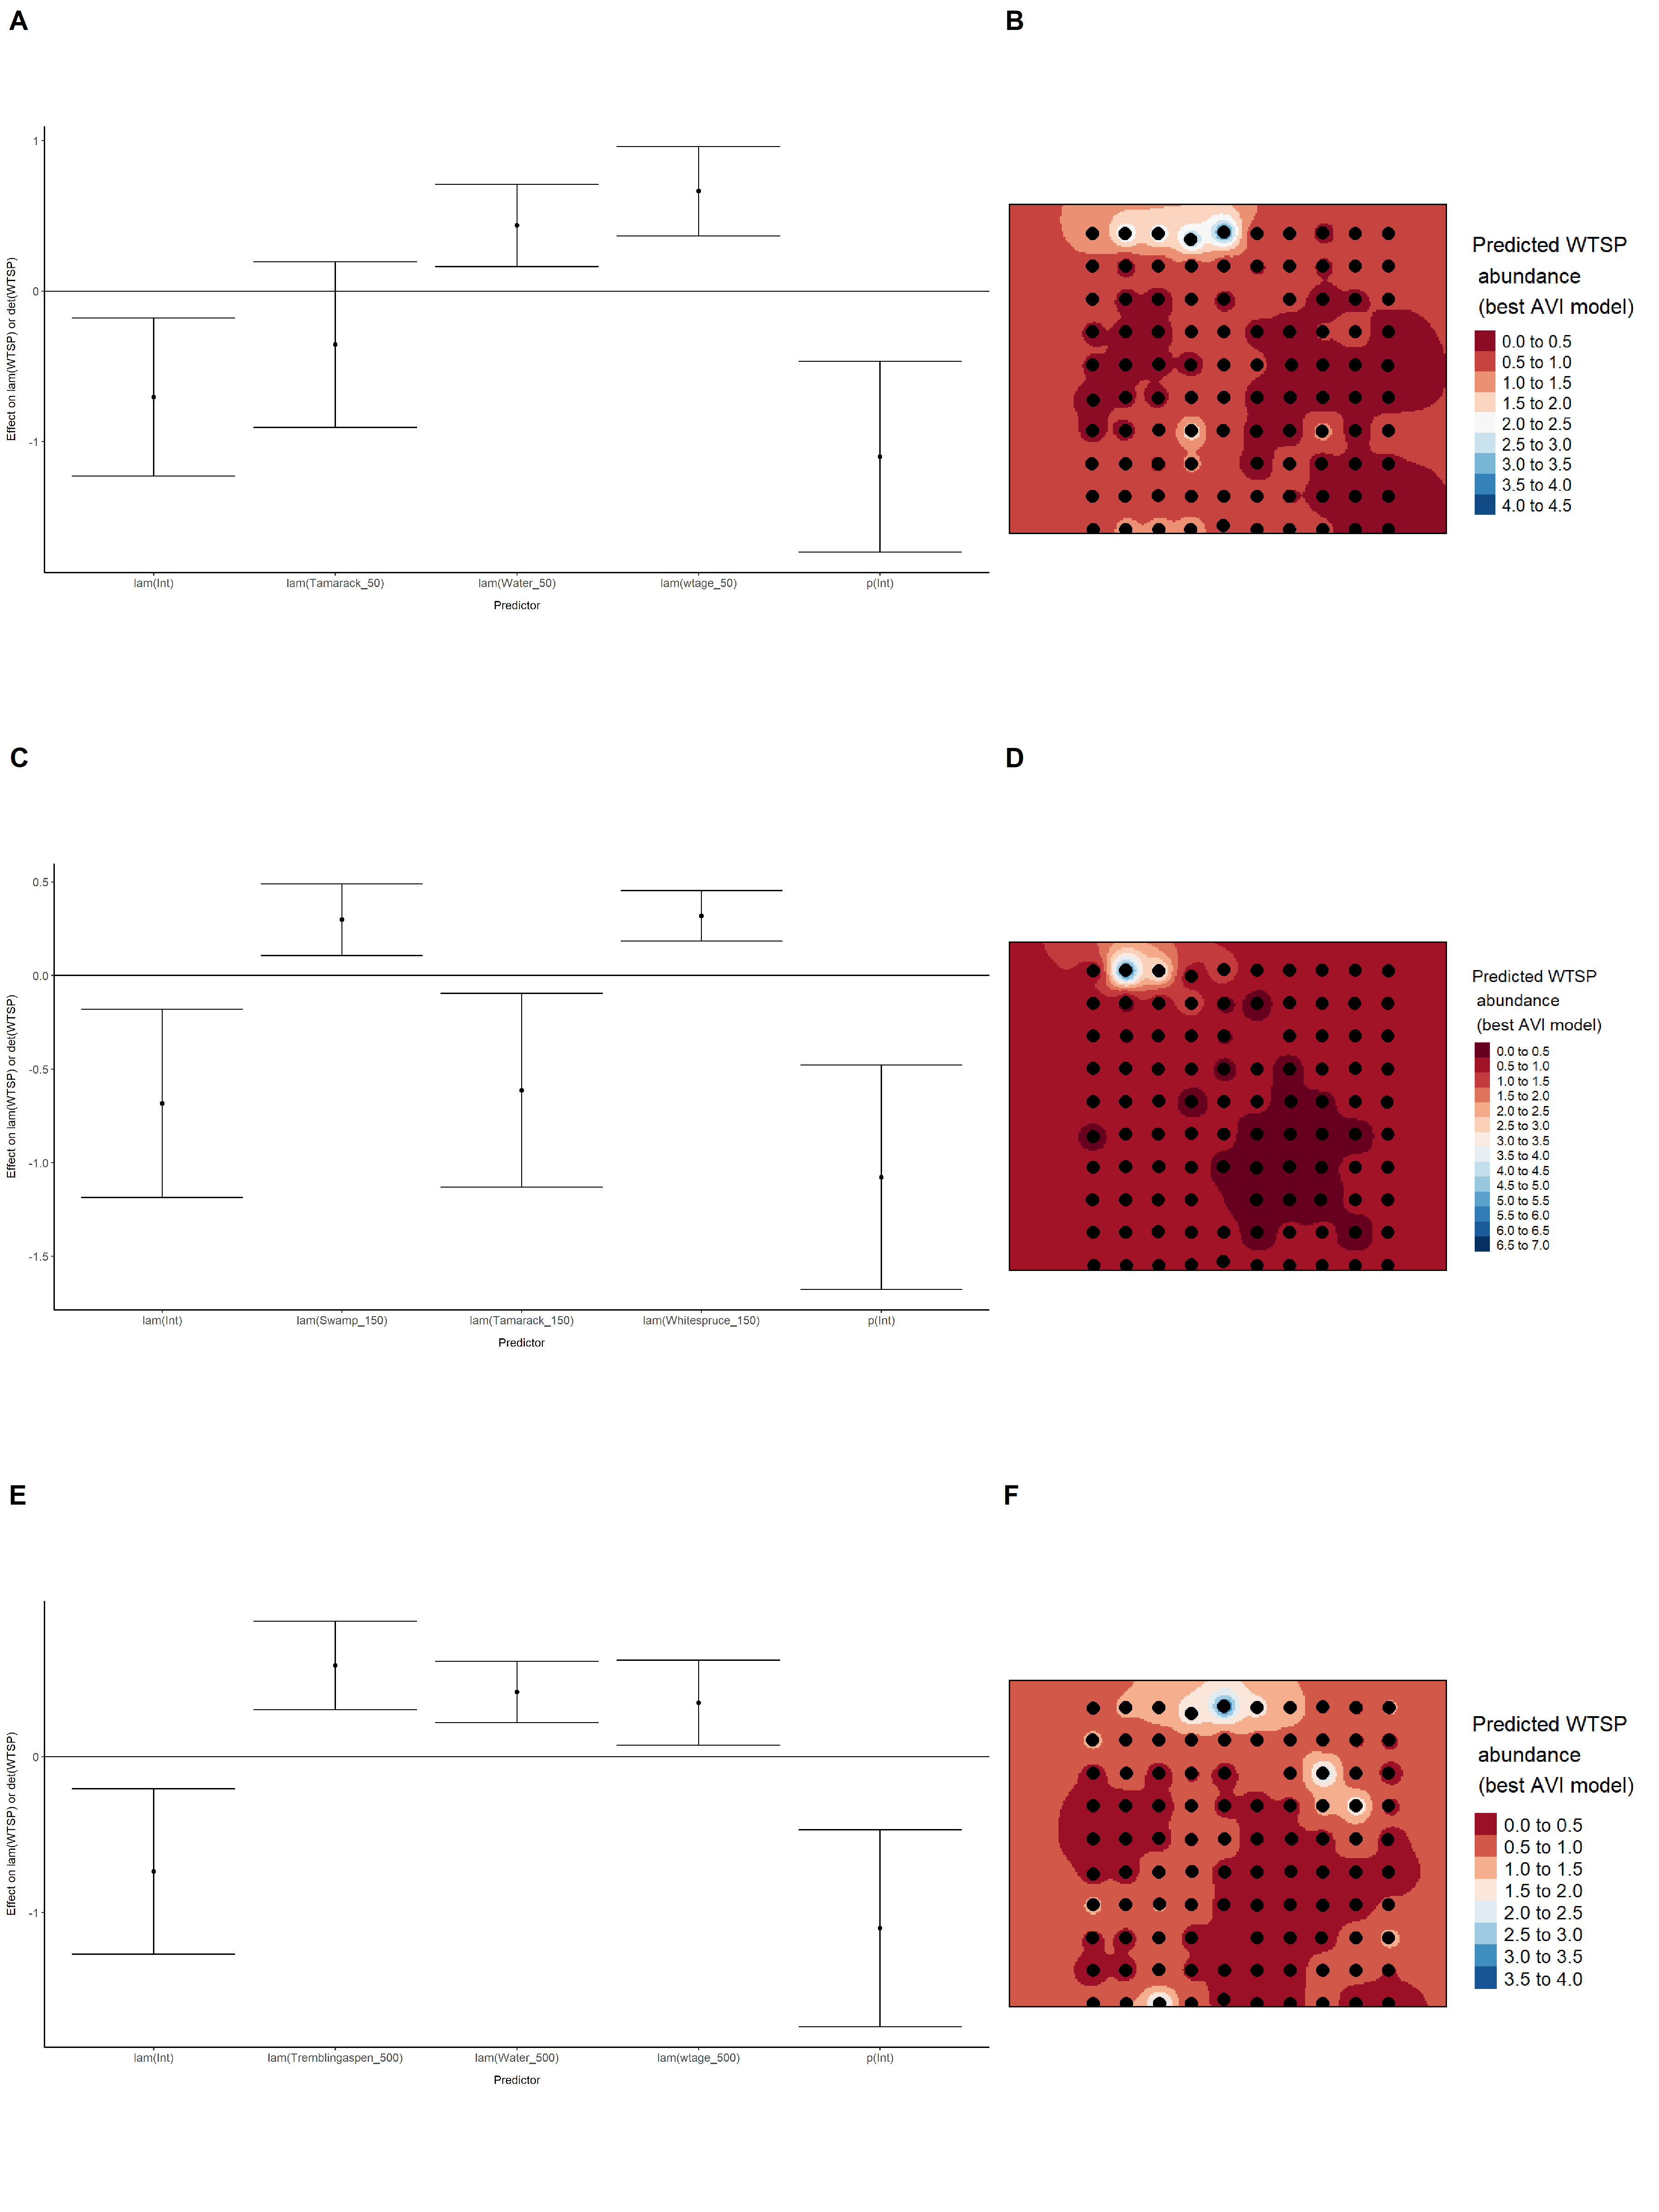 A
B
1
0
-1
Effect on lam(WTSP) or det(WTSP)
lam(Int)
lam(Tamarack_50)
lam(Water_50)
lam(wtage_50)
p(Int)
Predictor
Predicted WTSP
abundance
(best AVI model)
0.0 to 0.5
0.5 to 1.0
1.0 to 1.5
1.5 to 2.0
2.0 to 2.5
2.5 to 3.0
3.0 to 3.5
3.5 to 4.0
4.0 to 4.5
C
D
0.5
0.0
-0.5
-1.0
-1.5
Effect on lam(WTSP) or det(WTSP)
lam(Int)
lam(Swamp_150)
lam(Tamarack_150)
lam(Whitespruce_150)
p(Int)
Predictor
Predicted WTSP
abundance
(best AVI model)
0.0 to 0.5
0.5 to 1.0
1.0 to 1.5
1.5 to 2.0
2.0 to 2.5
2.5 to 3.0
3.0 to 3.5
3.5 to 4.0
4.0 to 4.5
4.5 to 5.0
5.0 to 5.5
5.5 to 6.0
6.0 to 6.5
6.5 to 7.0
E
F
0
-1
Effect on lam(WTSP) or det(WTSP)
lam(Int)
lam(Tremblingaspen_500)
lam(Water_500)
lam(wtage_500)
p(Int)
Predictor
Predicted WTSP
abundance
(best AVI model)
0.0 to 0.5
0.5 to 1.0
1.0 to 1.5
1.5 to 2.0
2.0 to 2.5
2.5 to 3.0
3.0 to 3.5
3.5 to 4.0